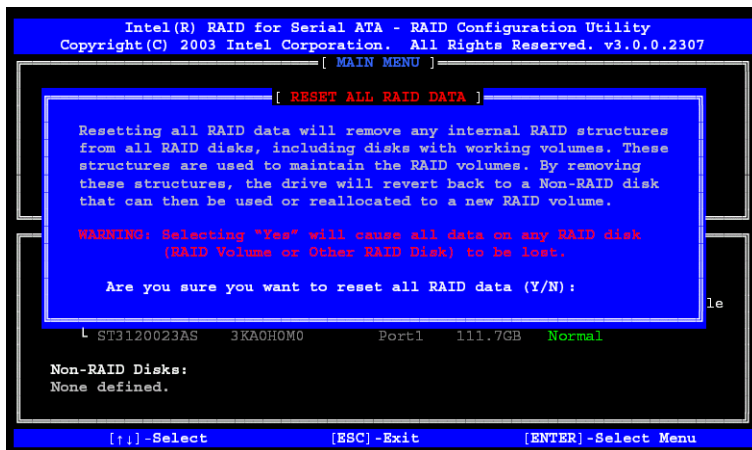 Intel(R) RAID for Serial ATA - RAID Configuration Utility
Copyright(C) 2003 Intel Corporation. All Rights Reserved. v3.0.0.2307
[ MAIN MENU ]
[ RESET ALL RAID DATA ]
Resetting all RAID data will remove any internal RAID structures
from all RAID disks, including disks with working volumes. These
structures are used to maintain the RAID volumes. By removing
these structures, the drive will revert back to a Non-RAID disk
that can then be used or reallocated to a new RAID volume.
WARNING: Selecting "Yes" will cause all data on any RAID disk
(RAID Volume or Other RAID Disk) to be lost.
Are you sure you want to reset all RAID data (Y/N):
le
ST3120023AS 3KA0H0M0 Port1 111.7GB Normal
Non-RAID Disks:
None defined.
[↑↓]-Select [ESC]-Exit [ENTER]-Select Menu